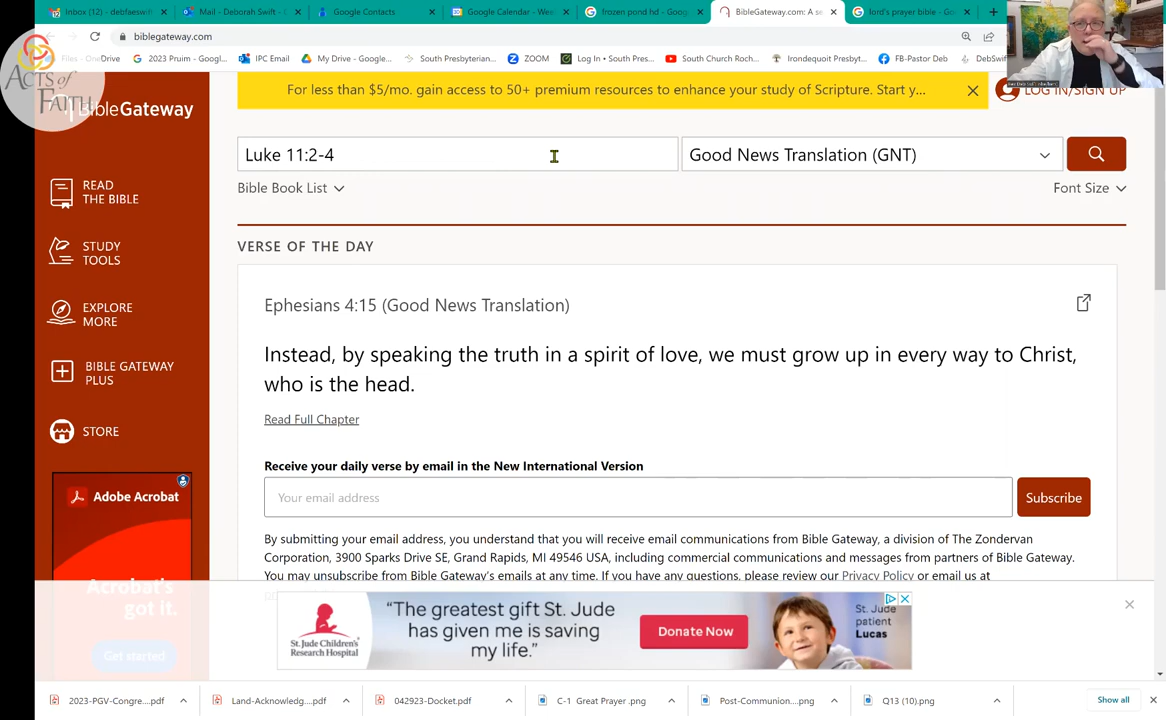 Inbox (12) - debfaeswif
Mail - Deborah Swift - O
Google Contacts
Google Calendar - Wee
frozen pond hd - Goog
BibleGateway.com: A se
lord's prayer bible - Go
biblegateway.com
Files - OneDrive
2023 Pruim - Googl...
IPC Email
My Drive - Google...
South Presbyterian...
ZOOM
Log In • South Pres...
South Church Roch...
Irondequoit Presbyt...
FB-Pastor Deb
DebSwif
ACTS of
FAITH
BibleGateway
For less than $5/mo. gain access to 50+ premium resources to enhance your study of Scripture. Start y...
LOG IN/SIGN UP
Luke 11:2-4
Good News Translation (GNT)
Bible Book List
Font Size
READ
THE BIBLE
STUDY
TOOLS
EXPLORE
MORE
BIBLE GATEWAY
PLUS
STORE
VERSE OF THE DAY
Ephesians 4:15 (Good News Translation)
Instead, by speaking the truth in a spirit of love, we must grow up in every way to Christ,
who is the head.
Read Full Chapter
Receive your daily verse by email in the New International Version
Your email address
Subscribe
By submitting your email address, you understand that you will receive email communications from Bible Gateway, a division of The Zondervan
Corporation, 3900 Sparks Drive SE, Grand Rapids, MI 49546 USA, including commercial communications and messages from partners of Bible Gateway.
You may unsubscribe from Bible Gateway's emails at any time. If you have any questions, please review our Privacy Policy or email us at
Adobe Acrobat
Acrobat's
got it.
Get started
St. Jude Children's
Research Hospital
“The greatest gift St. Jude
has given me is saving
my life.”
Donate Now
St. Jude
patient
Lucas
2023-PGV-Congre....pdf
Land-Acknowledg....pdf
042923-Docket.pdf
C-1 Great Prayer .png
Post-Communion....png
Q13 (10).png
Show all